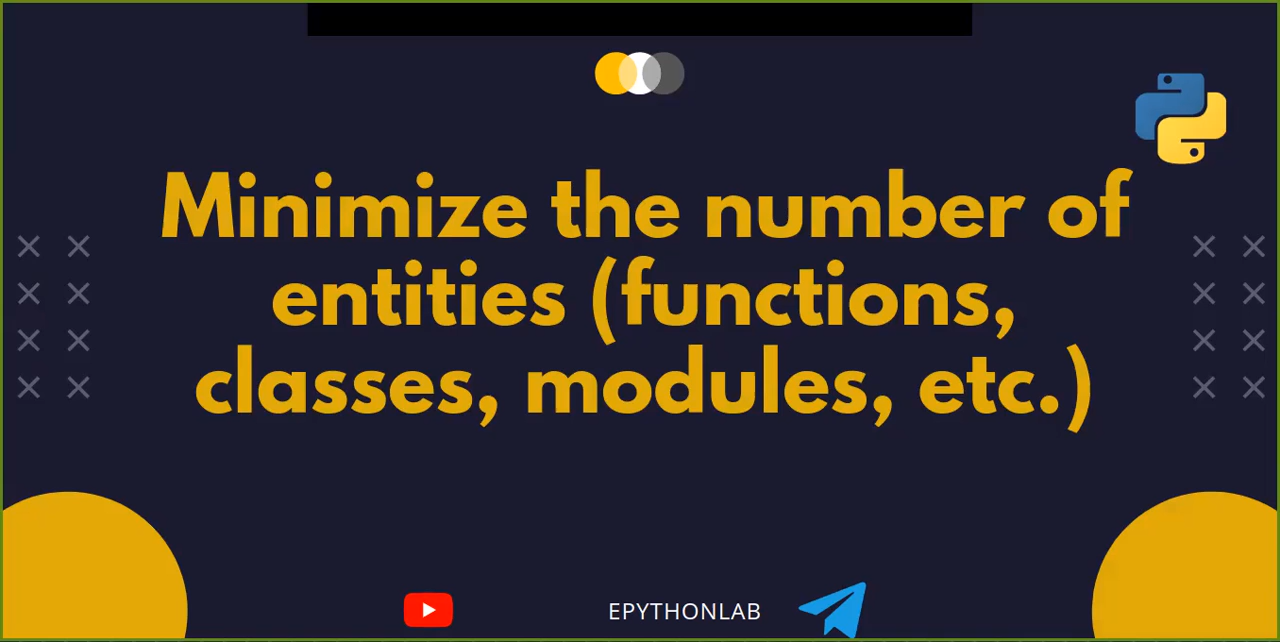 Minimize the number of
entities (functions,
classes, modules, etc.)
EPYTHONLAB